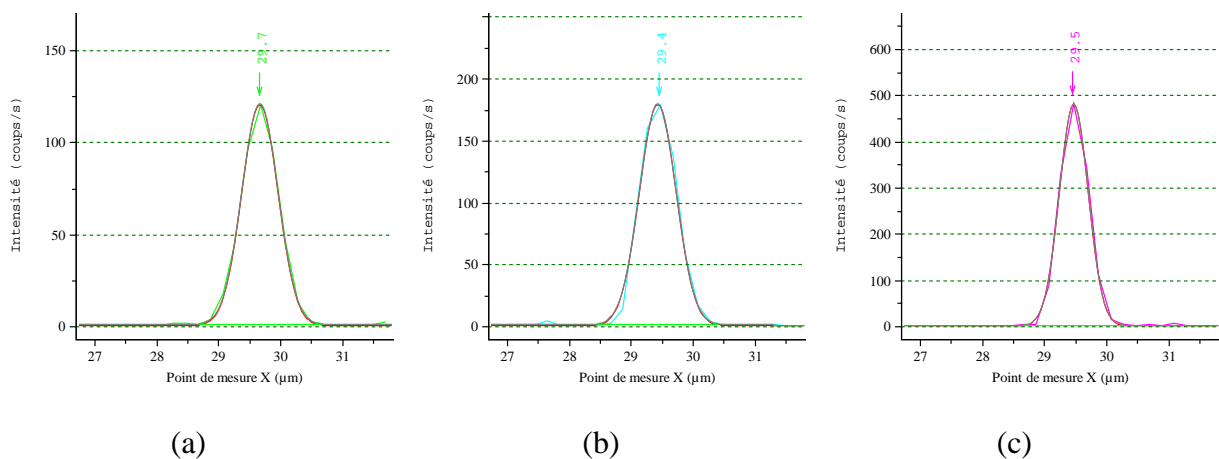 Intensité (coups/s)
150
100
50
0
29.7
27 28 29 30 31
Point de mesure X (µm)
(a)
Intensité (coups/s)
200
150
100
50
0
29.4
27 28 29 30 31
Point de mesure X (µm)
(b)
Intensité (coups/s)
600
500
400
300
200
100
0
29.5
27 28 29 30 31
Point de mesure X (µm)
(c)